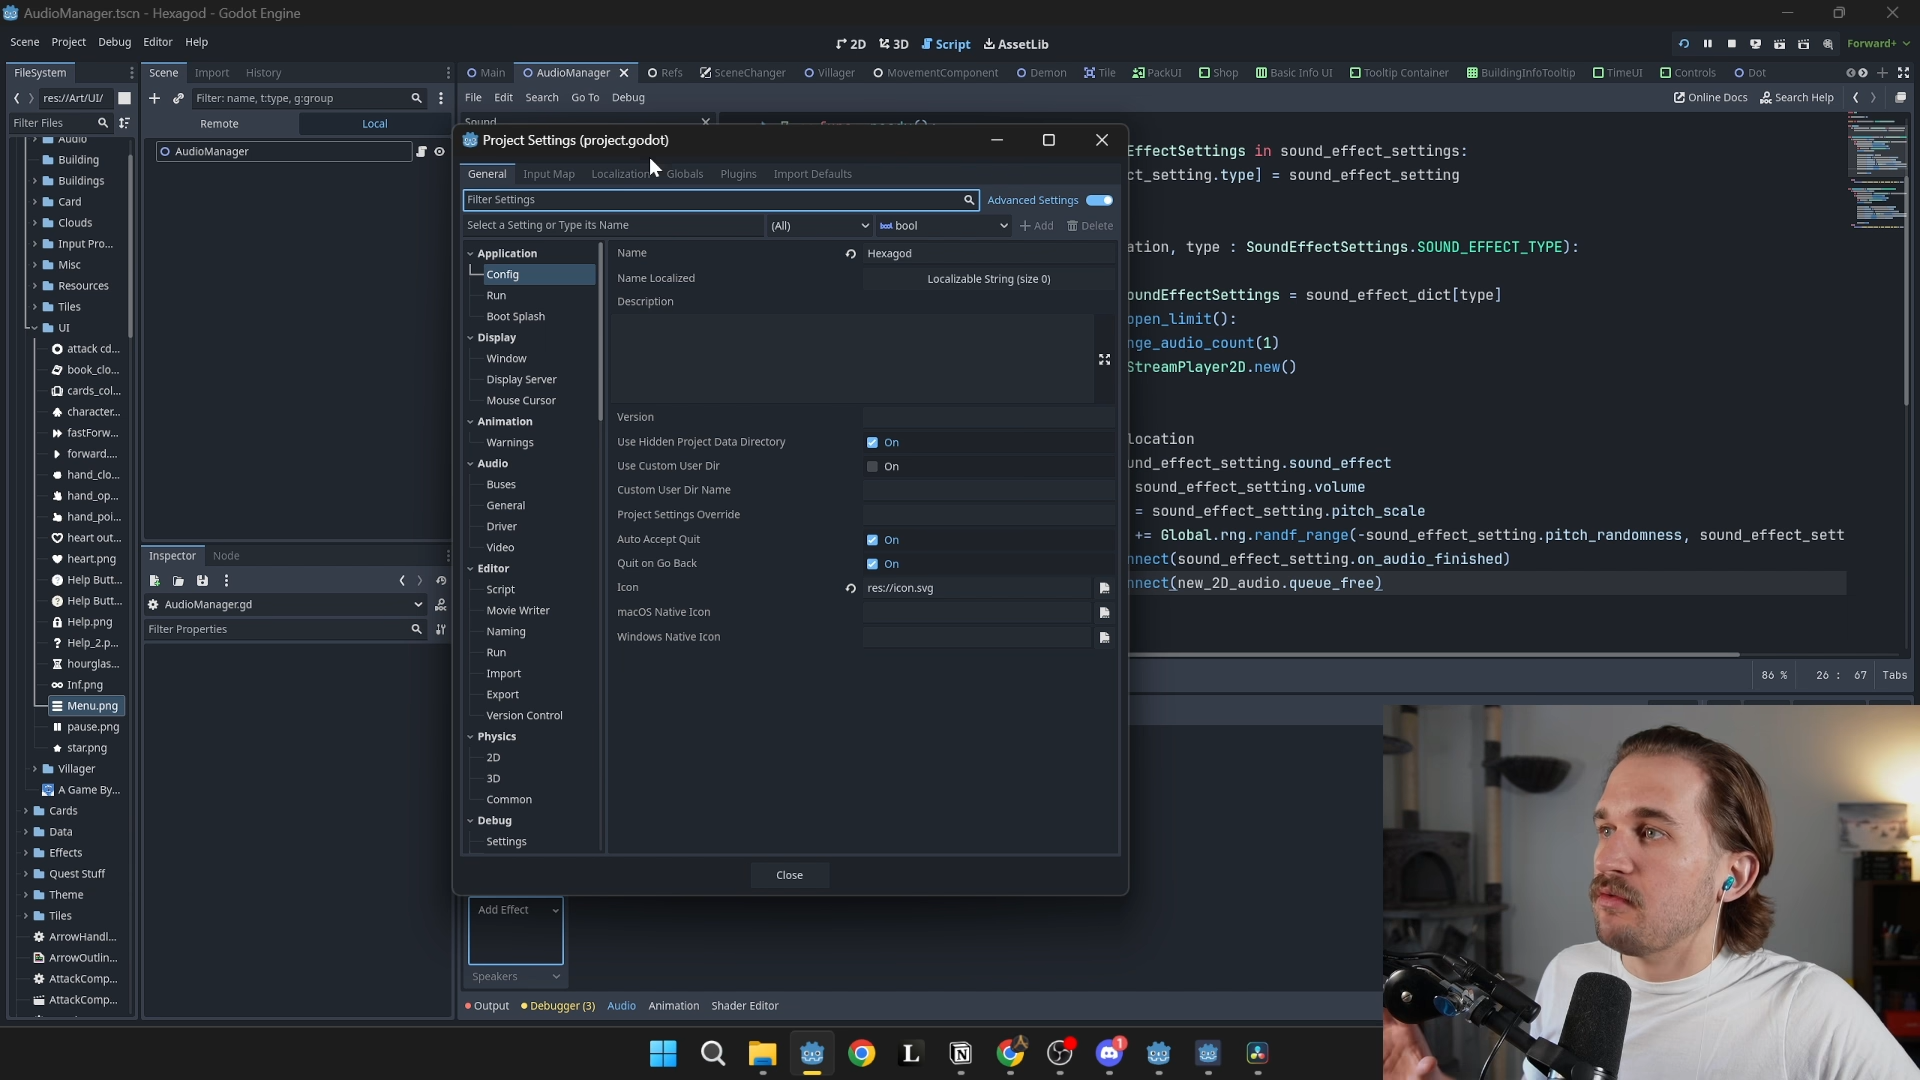 AudioManager.tscn - Hexagod - Godot Engine
Scene Project Debug Editor Help
2D 3D Script AssetLib
Forward+
FileSystem
Scene Import History
Main AudioManager Refs SceneChanger Villager MovementComponent Demon Tile PackUI Shop Basic Info UI Tooltip Container BuildingInfoTooltip TimeUI Controls Dot
res://Art/UI/
Filter: name, t:type, g:group
File Edit Search Go To Debug
Online Docs Search Help
Filter Files
Remote Local
AudioManager
Audio
Building
Buildings
Card
Clouds
Input Pro...
Misc
Resources
Tiles
UI
attack cd...
book_clo...
cards_col...
character...
fastForw...
forward....
hand_clo...
hand_op...
hand_poi...
heart out...
heart.png
Help Butt...
Help Butt...
Help.png
Help_2.p...
hourglas...
Inf.png
Menu.png
pause.png
star.png
Villager
A Game By...
Cards
Data
Effects
Quest Stuff
Theme
Tiles
ArrowHandl...
ArrowOutlin...
AttackComp...
AttackComp...
Inspector Node
AudioManager.gd
Filter Properties
Sound
Project Settings (project.godot)
General Input Map Localization Globals Plugins Import Defaults
Filter Settings
Advanced Settings
Select a Setting or Type its Name
(All)
bool bool
Add Delete
Application
Config
Run
Boot Splash
Display
Window
Display Server
Mouse Cursor
Animation
Warnings
Audio
Buses
General
Driver
Video
Editor
Script
Movie Writer
Naming
Run
Import
Export
Version Control
Physics
2D
3D
Common
Debug
Settings
Name Hexagod
Name Localized Localizable String (size 0)
Description
Version
Use Hidden Project Data Directory On
Use Custom User Dir On
Custom User Dir Name
Project Settings Override
Auto Accept Quit On
Quit on Go Back On
Icon res://icon.svg
macOS Native Icon
Windows Native Icon
Close
ffectSettings in sound_effect_settings:
ct_setting.type] = sound_effect_setting
ation, type : SoundEffectSettings.SOUND_EFFECT_TYPE):
oundEffectSettings = sound_effect_dict[type]
open_limit():
nge_audio_count(1)
StreamPlayer2D.new()
location
und_effect_setting.sound_effect
sound_effect_setting.volume
= sound_effect_setting.pitch_scale
+= Global.rng.randf_range(-sound_effect_setting.pitch_randomness, sound_effect_sett
nnect(sound_effect_setting.on_audio_finished)
nnect(new_2D_audio.queue_free)
86 % 26 : 67 Tabs
Add Effect
Speakers
Output Debugger (3) Audio Animation Shader Editor
L
N
1